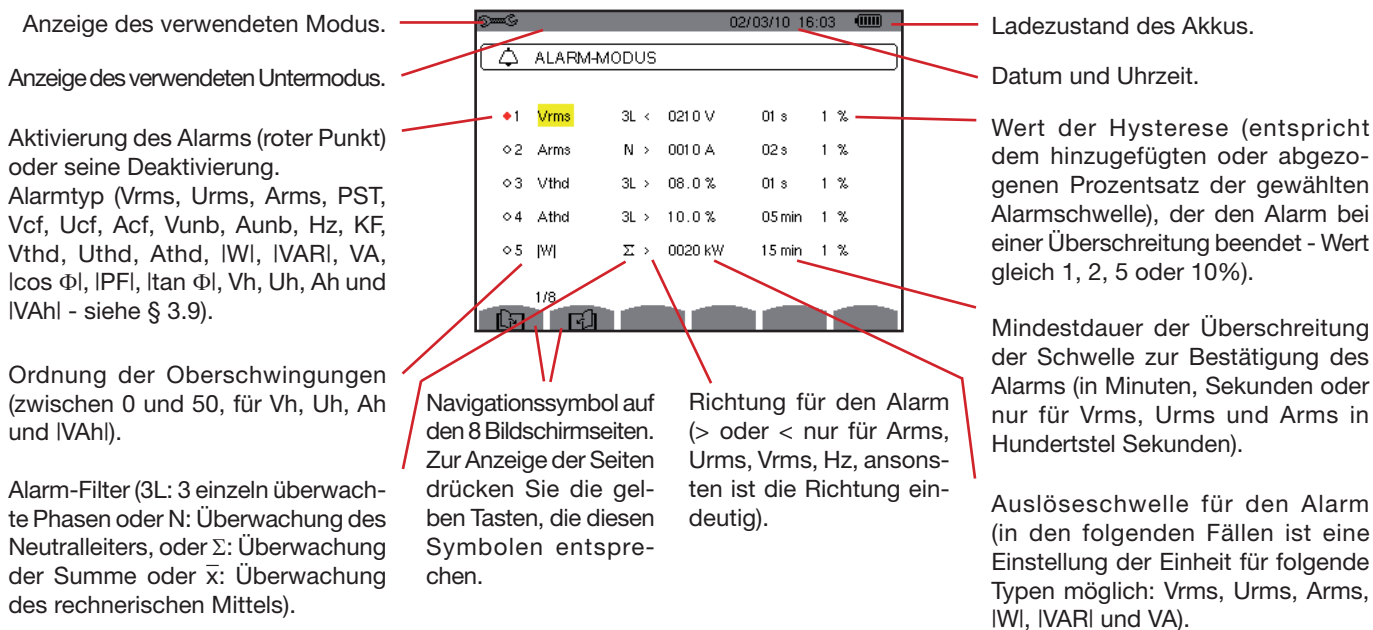 Anzeige des verwendeten Modus.
Anzeige des verwendeten Untermodus.
Aktivierung des Alarms (roter Punkt)
oder seine Deaktivierung.
Alarmtyp (Vrms, Urms, Arms, PST,
Vcf, Ucf, Acf, Vunb, Aunb, Hz, KF,
Vthd, Uthd, Athd, |W|, |VAR|, VA,
|cos Φ|, |PF|, |tan Φ|, Vh, Uh, Ah und
|VAh| - siehe § 3.9).
Ordnung der Oberschwingungen
(zwischen 0 und 50, für Vh, Uh, Ah
und |VAh|).
Alarm-Filter (3L: 3 einzeln überwach-
te Phasen oder N: Überwachung des
Neutralleiters, oder Σ: Überwachung
der Summe oder x̅: Überwachung
des rechnerischen Mittels).
02/03/10 16:03
ALARM-MODUS
1 Vrms 3L < 0210 V 01 s 1 %
2 Arms N > 0010 A 02 s 1 %
3 Vthd 3L > 08.0 % 01 s 1 %
4 Athd 3L > 10.0 % 05 min 1 %
5 |W| Σ > 0020 kW 15 min 1 %
1/8
Navigationssymbol auf
den 8 Bildschirmseiten.
Zur Anzeige der Seiten
drücken Sie die gel-
ben Tasten, die diesen
Symbolen entspre-
chen.
Richtung für den Alarm
(> oder < nur für Arms,
Urms, Vrms, Hz, ansons-
ten ist die Richtung ein-
deutig).
Ladezustand des Akkus.
Datum und Uhrzeit.
Wert der Hysterese (entspricht
dem hinzugefügten oder abgezo-
genen Prozentsatz der gewählten
Alarmschwelle), der den Alarm bei
einer Überschreitung beendet - Wert
gleich 1, 2, 5 oder 10%).
Mindestdauer der Überschreitung
der Schwelle zur Bestätigung des
Alarms (in Minuten, Sekunden oder
nur für Vrms, Urms und Arms in
Hundertstel Sekunden).
Auslöseschwelle für den Alarm
(in den folgenden Fällen ist eine
Einstellung der Einheit für folgende
Typen möglich: Vrms, Urms, Arms,
|W|, |VAR| und VA).